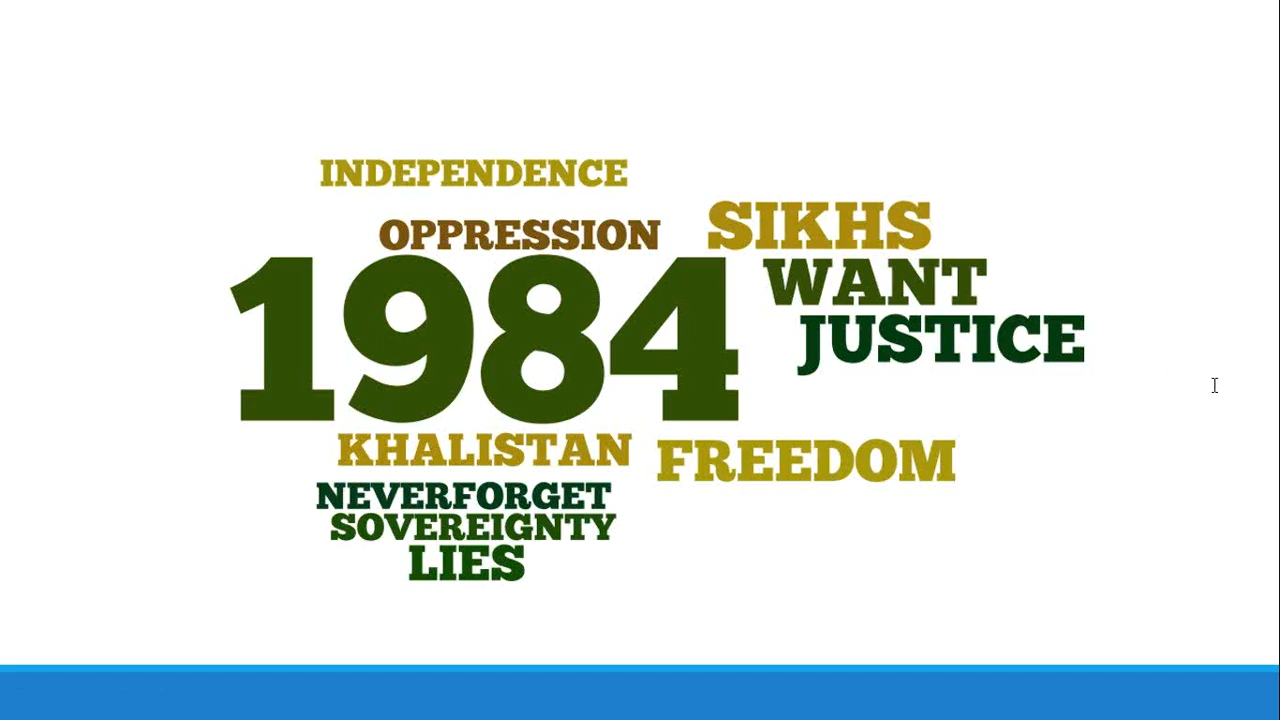 INDEPENDENCE
OPPRESSION
SIKHS
WANT
JUSTICE
1984
KHALISTAN
FREEDOM
NEVERFORGET
SOVEREIGNTY
LIES